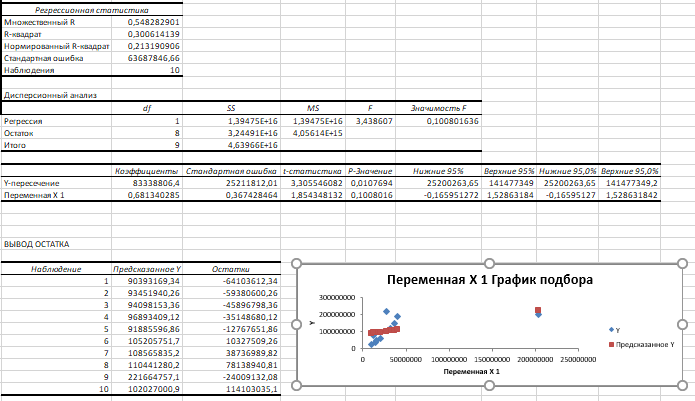 Регрессионная статистика
Множественный R 0,548282901
R-квадрат 0,300614139
Нормированный R-квадрат 0,213190906
Стандартная ошибка 63687846,66
Наблюдения 10
Дисперсионный анализ
df SS MS F Значимость F
Регрессия 1 1,39475E+16 1,39475E+16 3,438607 0,100801636
Остаток 8 3,24491E+16 4,05614E+15
Итого 9 4,63966E+16
Коэффициенты Стандартная ошибка t-статистика P-Значение Нижние 95% Верхние 95% Нижние 95,0% Верхние 95,0%
Y-пересечение 83338806,4 25211812,01 3,305546082 0,0107694 25200263,65 141477349 25200263,65 141477349,2
Переменная X 1 0,681340285 0,367428464 1,854348132 0,1008016 -0,165951272 1,52863184 -0,16595127 1,528631842
ВЫВОД ОСТАТКА
Наблюдение Предсказанное Y Остатки
1 90393169,34 -64103612,34
2 93451940,26 -59380600,26
3 94098153,36 -45896798,36
4 96893409,12 -35148680,12
5 91885596,86 -12767651,86
6 105205751,7 10327509,26
7 108565835,2 38736989,82
8 110441280,2 78138940,81
9 221664757,1 -24009132,08
10 102027000,9 114103035,1
Переменная X 1 График подбора
300000000
200000000
100000000
0
Y
0 50000000 100000000 150000000 200000000 250000000
Переменная X 1
Y
Предсказанное Y